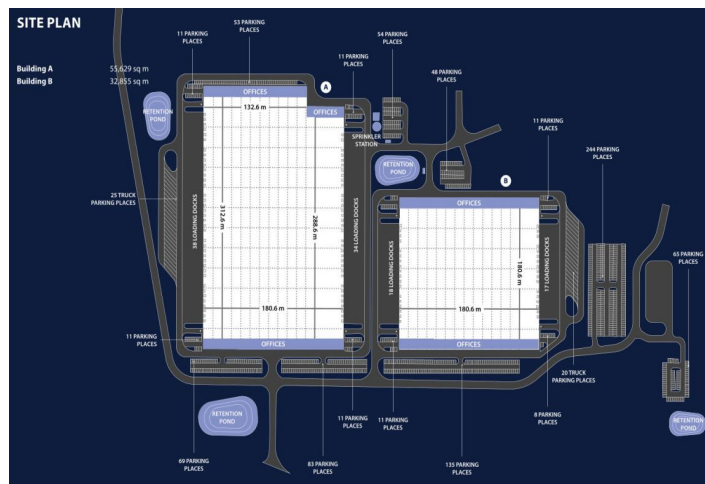 SITE PLAN
Building A 55,629 sq m
Building B 32,855 sq m
53 PARKING
PLACES
11 PARKING
PLACES
54 PARKING
PLACES
11 PARKING
PLACES
48 PARKING
PLACES
11 PARKING
PLACES
244 PARKING
PLACES
65 PARKING
PLACES
A
OFFICES
132.6 m
OFFICES
RETENTION
POND
SPRINKLER
STATION
RETENTION
POND
B
25 TRUCK
PARKING PLACES
38 LOADING DOCKS
312.6 m
288.6 m
34 LOADING DOCKS
180.6 m
OFFICES
OFFICES
18 LOADING DOCKS
180.6 m
17 LOADING DOCKS
180.6 m
OFFICES
11 PARKING
PLACES
20 TRUCK
PARKING PLACES
RETENTION
POND
11 PARKING
PLACES
11 PARKING
PLACES
8 PARKING
PLACES
RETENTION
POND
69 PARKING
PLACES
83 PARKING
PLACES
135 PARKING
PLACES